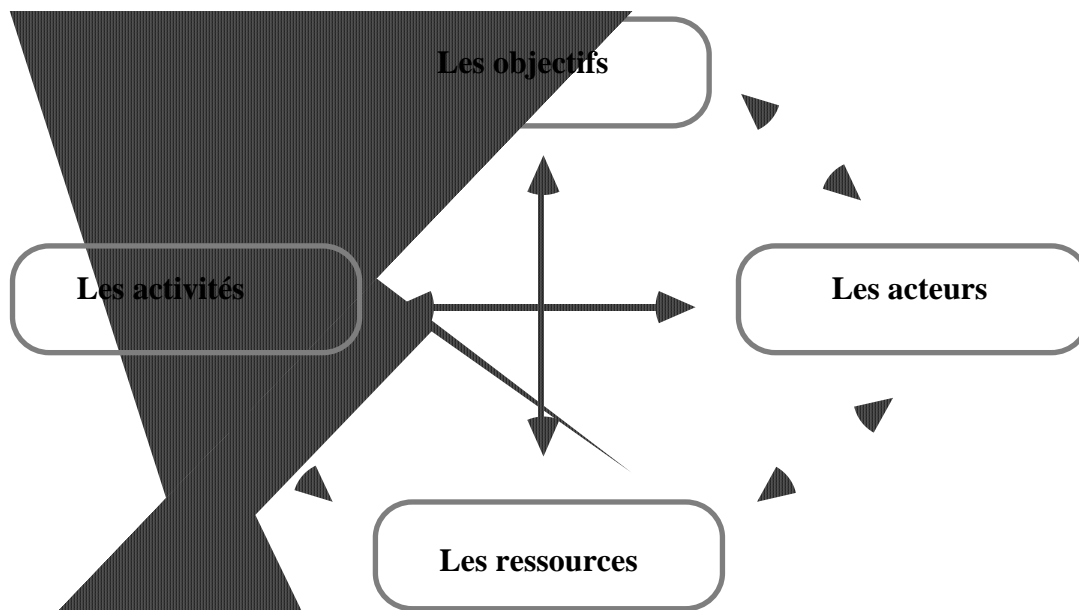 Les objectifs
Les activités
Les acteurs
Les ressources